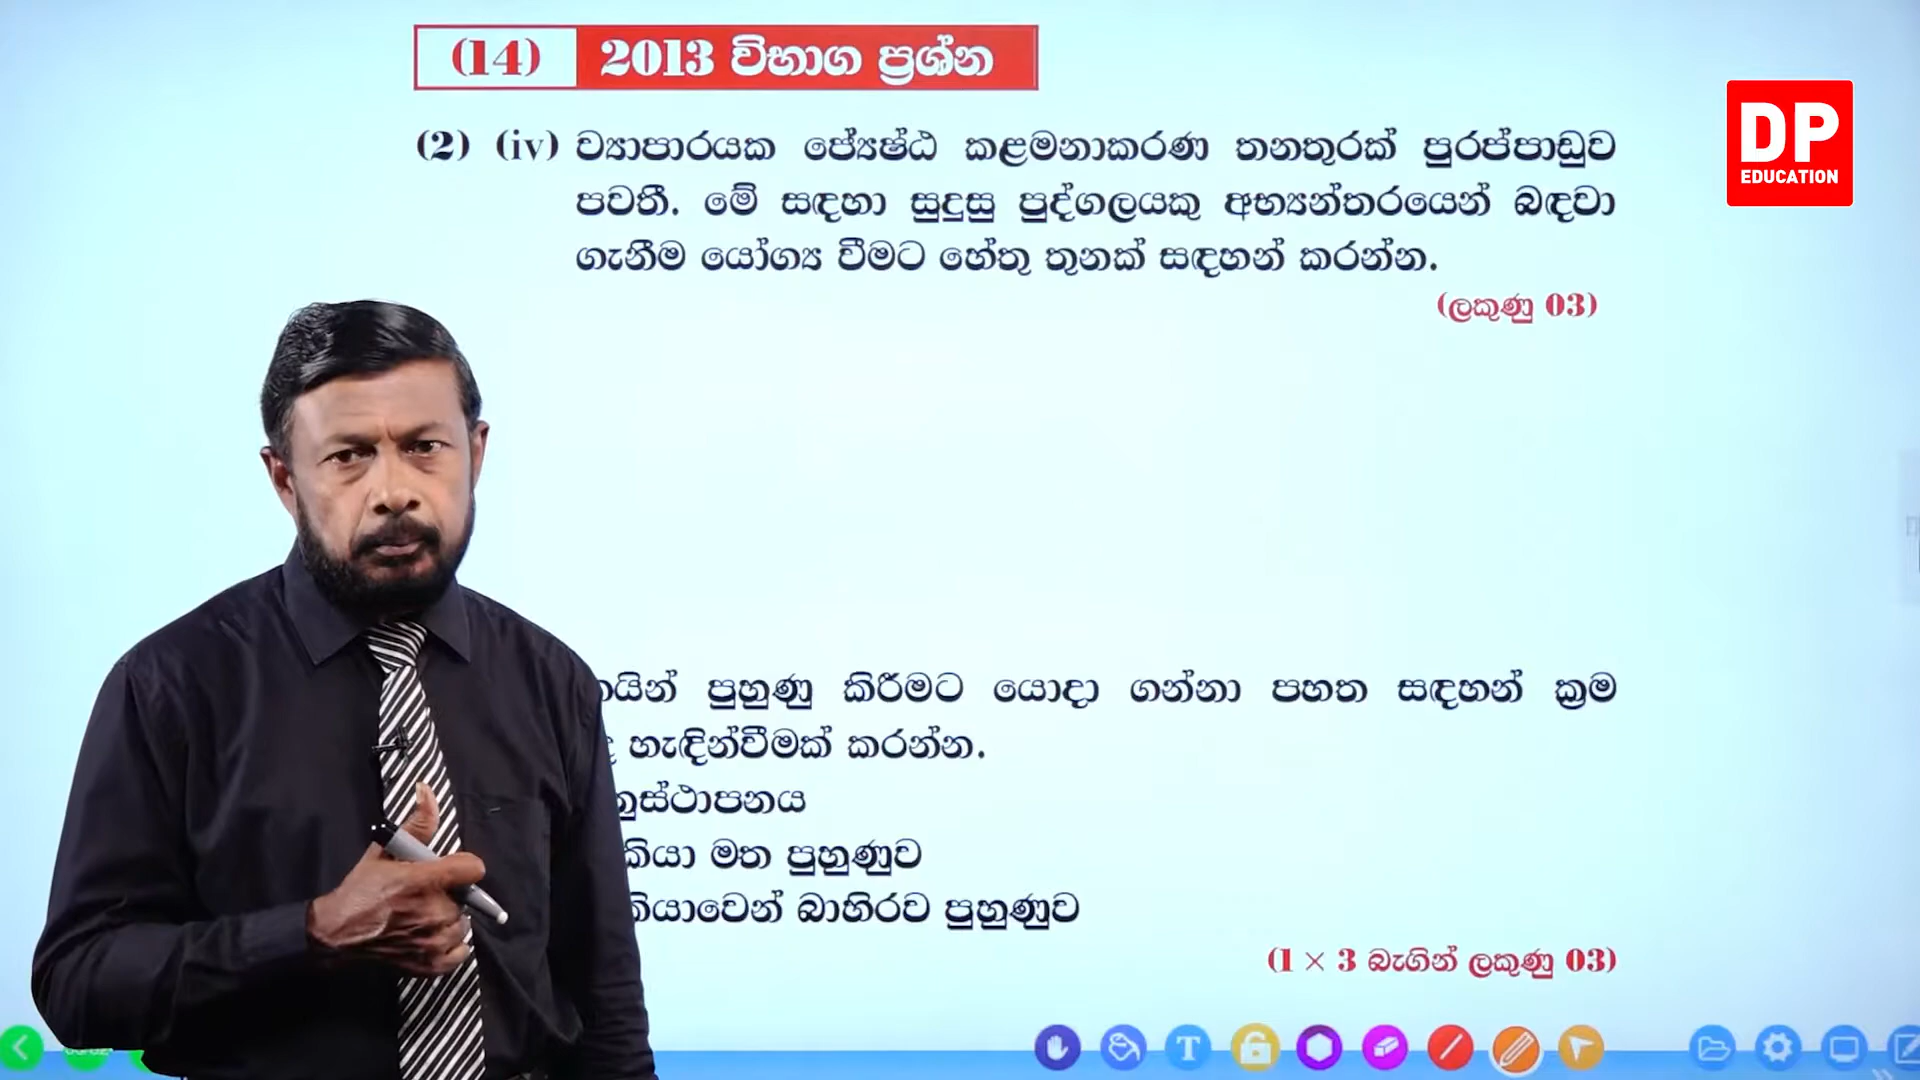 (14) 2013 විභාග ප්‍රශ්න
DP
EDUCATION
(2) (iv) ව්‍යාපාරයක ජ්‍යේෂ්ඨ කළමනාකරණ තනතුරක් පුරප්පාඩුව
පවතී. මේ සඳහා සුදුසු පුද්ගලයකු අභ්‍යන්තරයෙන් බඳවා
ගැනීම යෝග්‍ය වීමට හේතු තුනක් සඳහන් කරන්න.
(ලකුණු 03)
පුහුණු කිරීමට යොදා ගන්නා පහත සඳහන් ක්‍රම
හැඳින්වීමක් කරන්න.
මත පුහුණුව
බාහිරව පුහුණුව
(1 × 3 බැගින් ලකුණු 03)